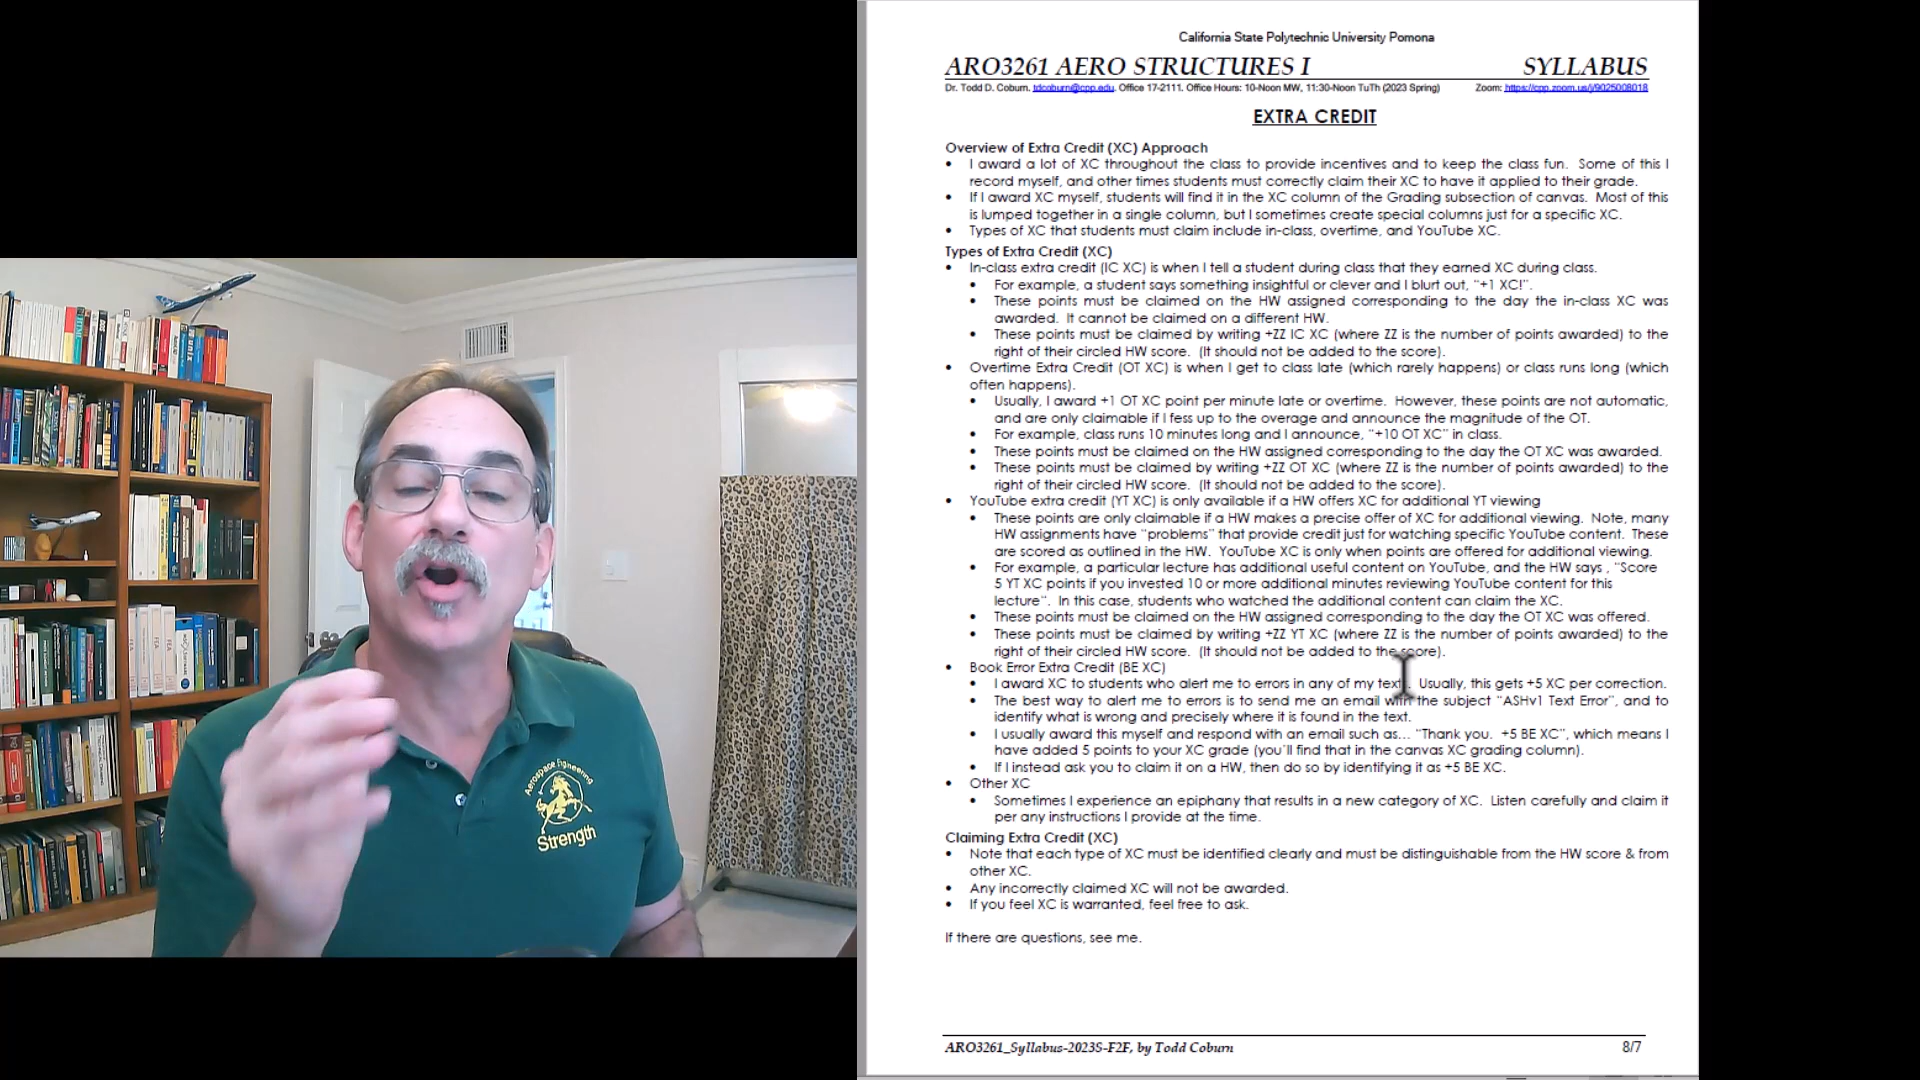 California State Polytechnic University Pomona
ARO3261 AERO STRUCTURES I SYLLABUS
Dr. Todd D. Coburn. tdcoburn@cpp.edu. Office 17-2111. Office Hours: 10-Noon MW, 11:30-Noon TuTh (2023 Spring) Zoom: https://cpp.zoom.us/j/9025008018
EXTRA CREDIT
Overview of Extra Credit (XC) Approach
• I award a lot of XC throughout the class to provide incentives and to keep the class fun. Some of this I
record myself, and other times students must correctly claim their XC to have it applied to their grade.
• If I award XC myself, students will find it in the XC column of the Grading subsection of canvas. Most of this
is lumped together in a single column, but I sometimes create special columns just for a specific XC.
• Types of XC that students must claim include in-class, overtime, and YouTube XC.
Types of Extra Credit (XC)
• In-class extra credit (IC XC) is when I tell a student during class that they earned XC during class.
• For example, a student says something insightful or clever and I blurt out, "+1 XC!".
• These points must be claimed on the HW assigned corresponding to the day the in-class XC was
awarded. It cannot be claimed on a different HW.
• These points must be claimed by writing +ZZ IC XC (where ZZ is the number of points awarded) to the
right of their circled HW score. (It should not be added to the score).
• Overtime Extra Credit (OT XC) is when I get to class late (which rarely happens) or class runs long (which
often happens).
• Usually, I award +1 OT XC point per minute late or overtime. However, these points are not automatic,
and are only claimable if I fess up to the overage and announce the magnitude of the OT.
• For example, class runs 10 minutes long and I announce, "+10 OT XC" in class.
• These points must be claimed on the HW assigned corresponding to the day the OT XC was awarded.
• These points must be claimed by writing +ZZ OT XC (where ZZ is the number of points awarded) to the
right of their circled HW score. (It should not be added to the score).
• YouTube extra credit (YT XC) is only available if a HW offers XC for additional YT viewing
• These points are only claimable if a HW makes a precise offer of XC for additional viewing. Note, many
HW assignments have "problems" that provide credit just for watching specific YouTube content. These
are scored as outlined in the HW. YouTube XC is only when points are offered for additional viewing.
• For example, a particular lecture has additional useful content on YouTube, and the HW says , "Score
5 YT XC points if you invested 10 or more additional minutes reviewing YouTube content for this
lecture". In this case, students who watched the additional content can claim the XC.
• These points must be claimed on the HW assigned corresponding to the day the OT XC was offered.
• These points must be claimed by writing +ZZ YT XC (where ZZ is the number of points awarded) to the
right of their circled HW score. (It should not be added to the score).
• Book Error Extra Credit (BE XC)
• I award XC to students who alert me to errors in any of my texts. Usually, this gets +5 XC per correction.
• The best way to alert me to errors is to send me an email with the subject "ASHv1 Text Error", and to
identify what is wrong and precisely where it is found in the text.
• I usually award this myself and respond with an email such as... "Thank you. +5 BE XC", which means I
have added 5 points to your XC grade (you'll find that in the canvas XC grading column).
• If I instead ask you to claim it on a HW, then do so by identifying it as +5 BE XC.
• Other XC
• Sometimes I experience an epiphany that results in a new category of XC. Listen carefully and claim it
per any instructions I provide at the time.
Claiming Extra Credit (XC)
• Note that each type of XC must be identified clearly and must be distinguishable from the HW score & from
other XC.
• Any incorrectly claimed XC will not be awarded.
• If you feel XC is warranted, feel free to ask.
If there are questions, see me.
ARO3261_Syllabus-2023S-F2F, by Todd Coburn 8/7
Aerospace Engineering
Strength